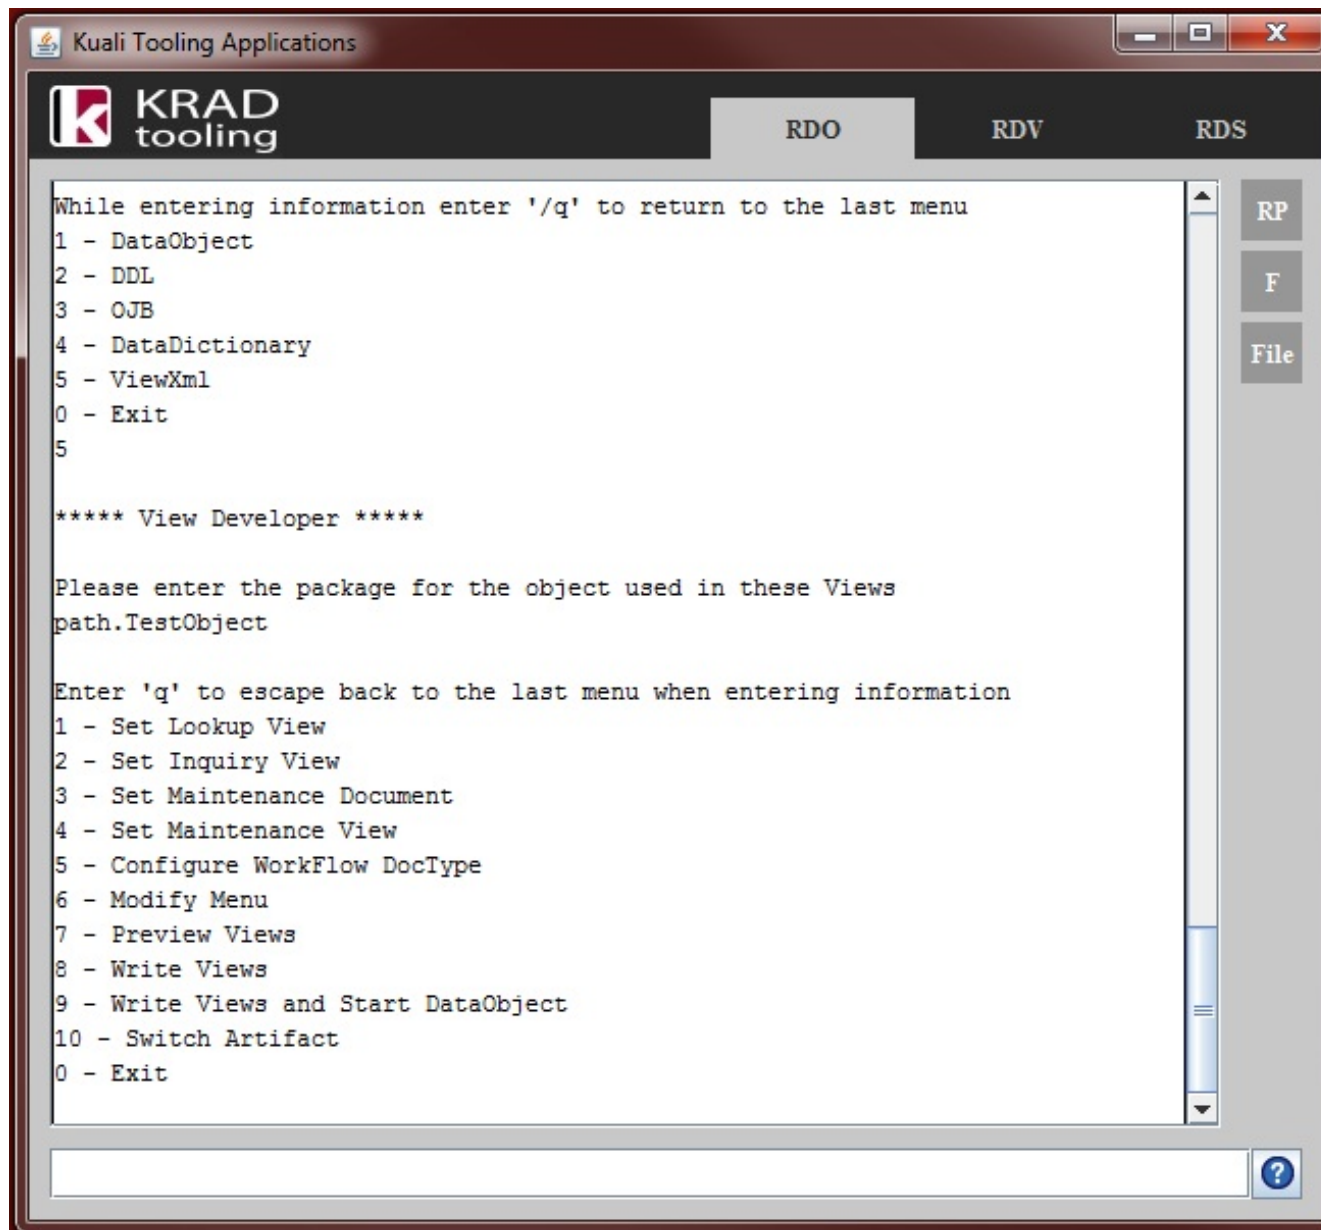 Kuali Tooling Applications
KRAD
tooling
RDO RDV RDS
While entering information enter '/q' to return to the last menu
1 - DataObject
2 - DDL
3 - OJB
4 - DataDictionary
5 - ViewXml
0 - Exit
5
***** View Developer *****
Please enter the package for the object used in these Views
path.TestObject
Enter 'q' to escape back to the last menu when entering information
1 - Set Lookup View
2 - Set Inquiry View
3 - Set Maintenance Document
4 - Set Maintenance View
5 - Configure WorkFlow DocType
6 - Modify Menu
7 - Preview Views
8 - Write Views
9 - Write Views and Start DataObject
10 - Switch Artifact
0 - Exit
RP
F
File